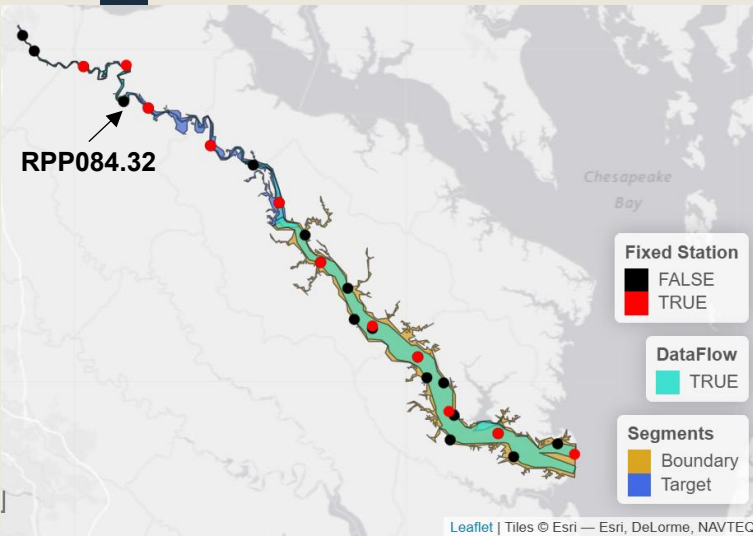 RPP084.32
Chesapeake
Bay
Fixed Station
FALSE
TRUE
DataFlow
TRUE
Segments
Boundary
Target
Leaflet | Tiles © Esri — Esri, DeLorme, NAVTEQ